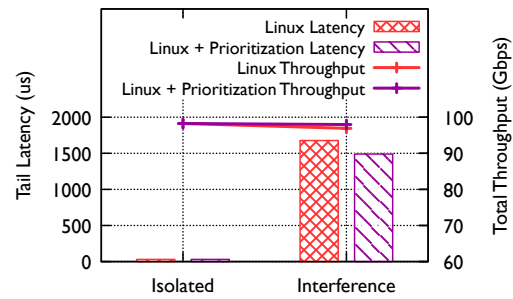 Linux Latency
Linux + Prioritization Latency
Linux Throughput
Linux + Prioritization Throughput
Tail Latency (us)
2000
1500
1000
500
0
Total Throughput (Gbps)
100
90
80
70
60
Isolated
Interference